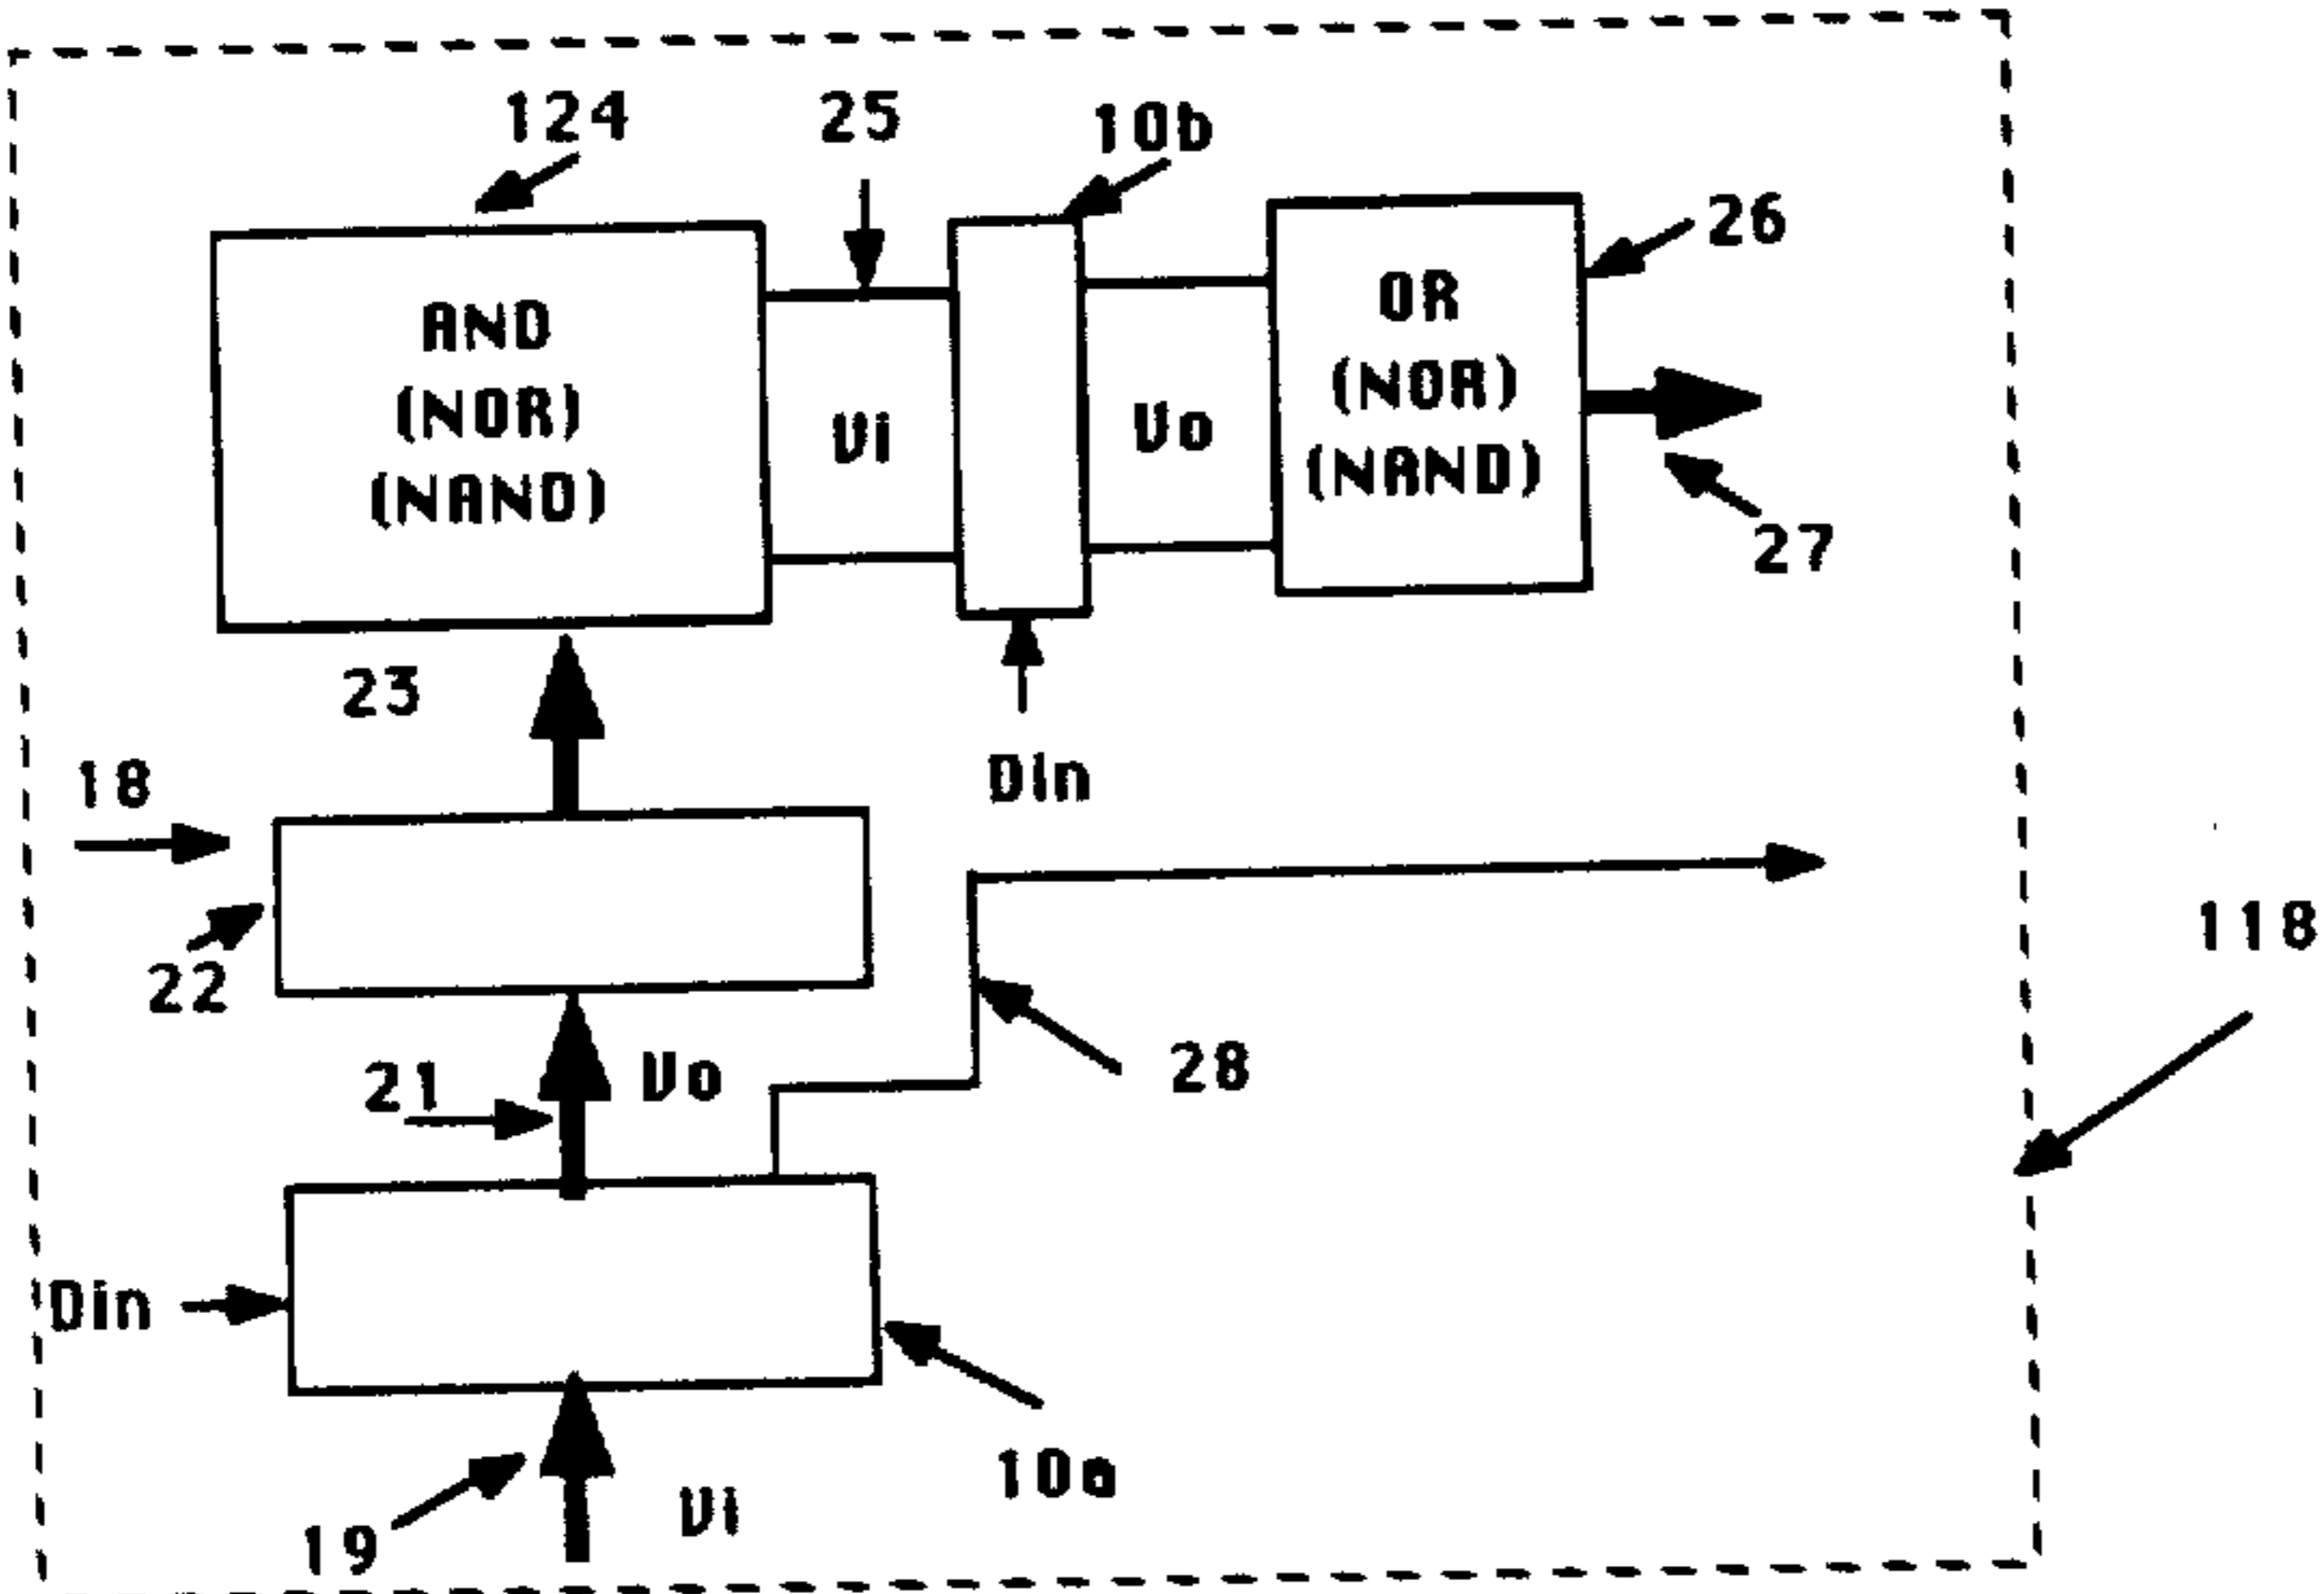 124
25
10b
26
AND
(NOR)
(NAND)
Vi
Vo
OR
(NOR)
(NAND)
27
23
18
Din
118
22
21
Vo
28
Din
10a
19
Vi